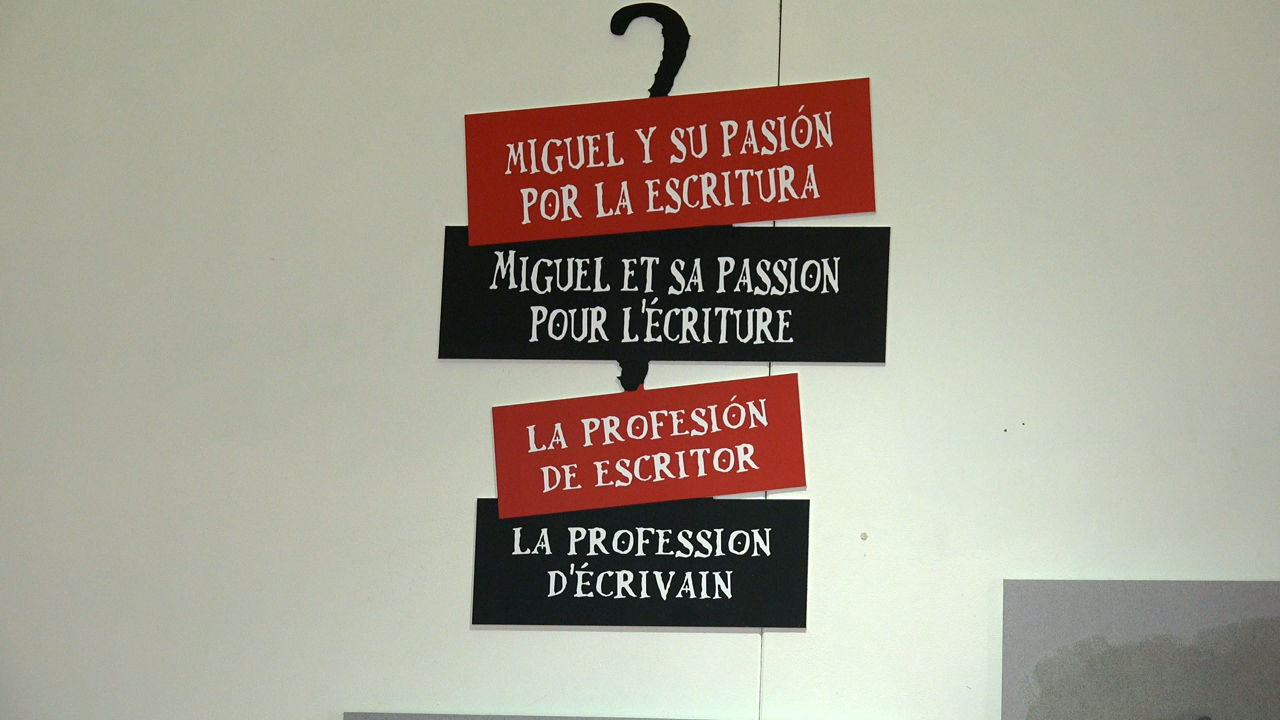 MIGUEL Y SU PASIÓN
POR LA ESCRITURA
MIGUEL ET SA PASSION
POUR L'ÉCRITURE
LA PROFESIÓN
DE ESCRITOR
LA PROFESSION
D'ÉCRIVAIN